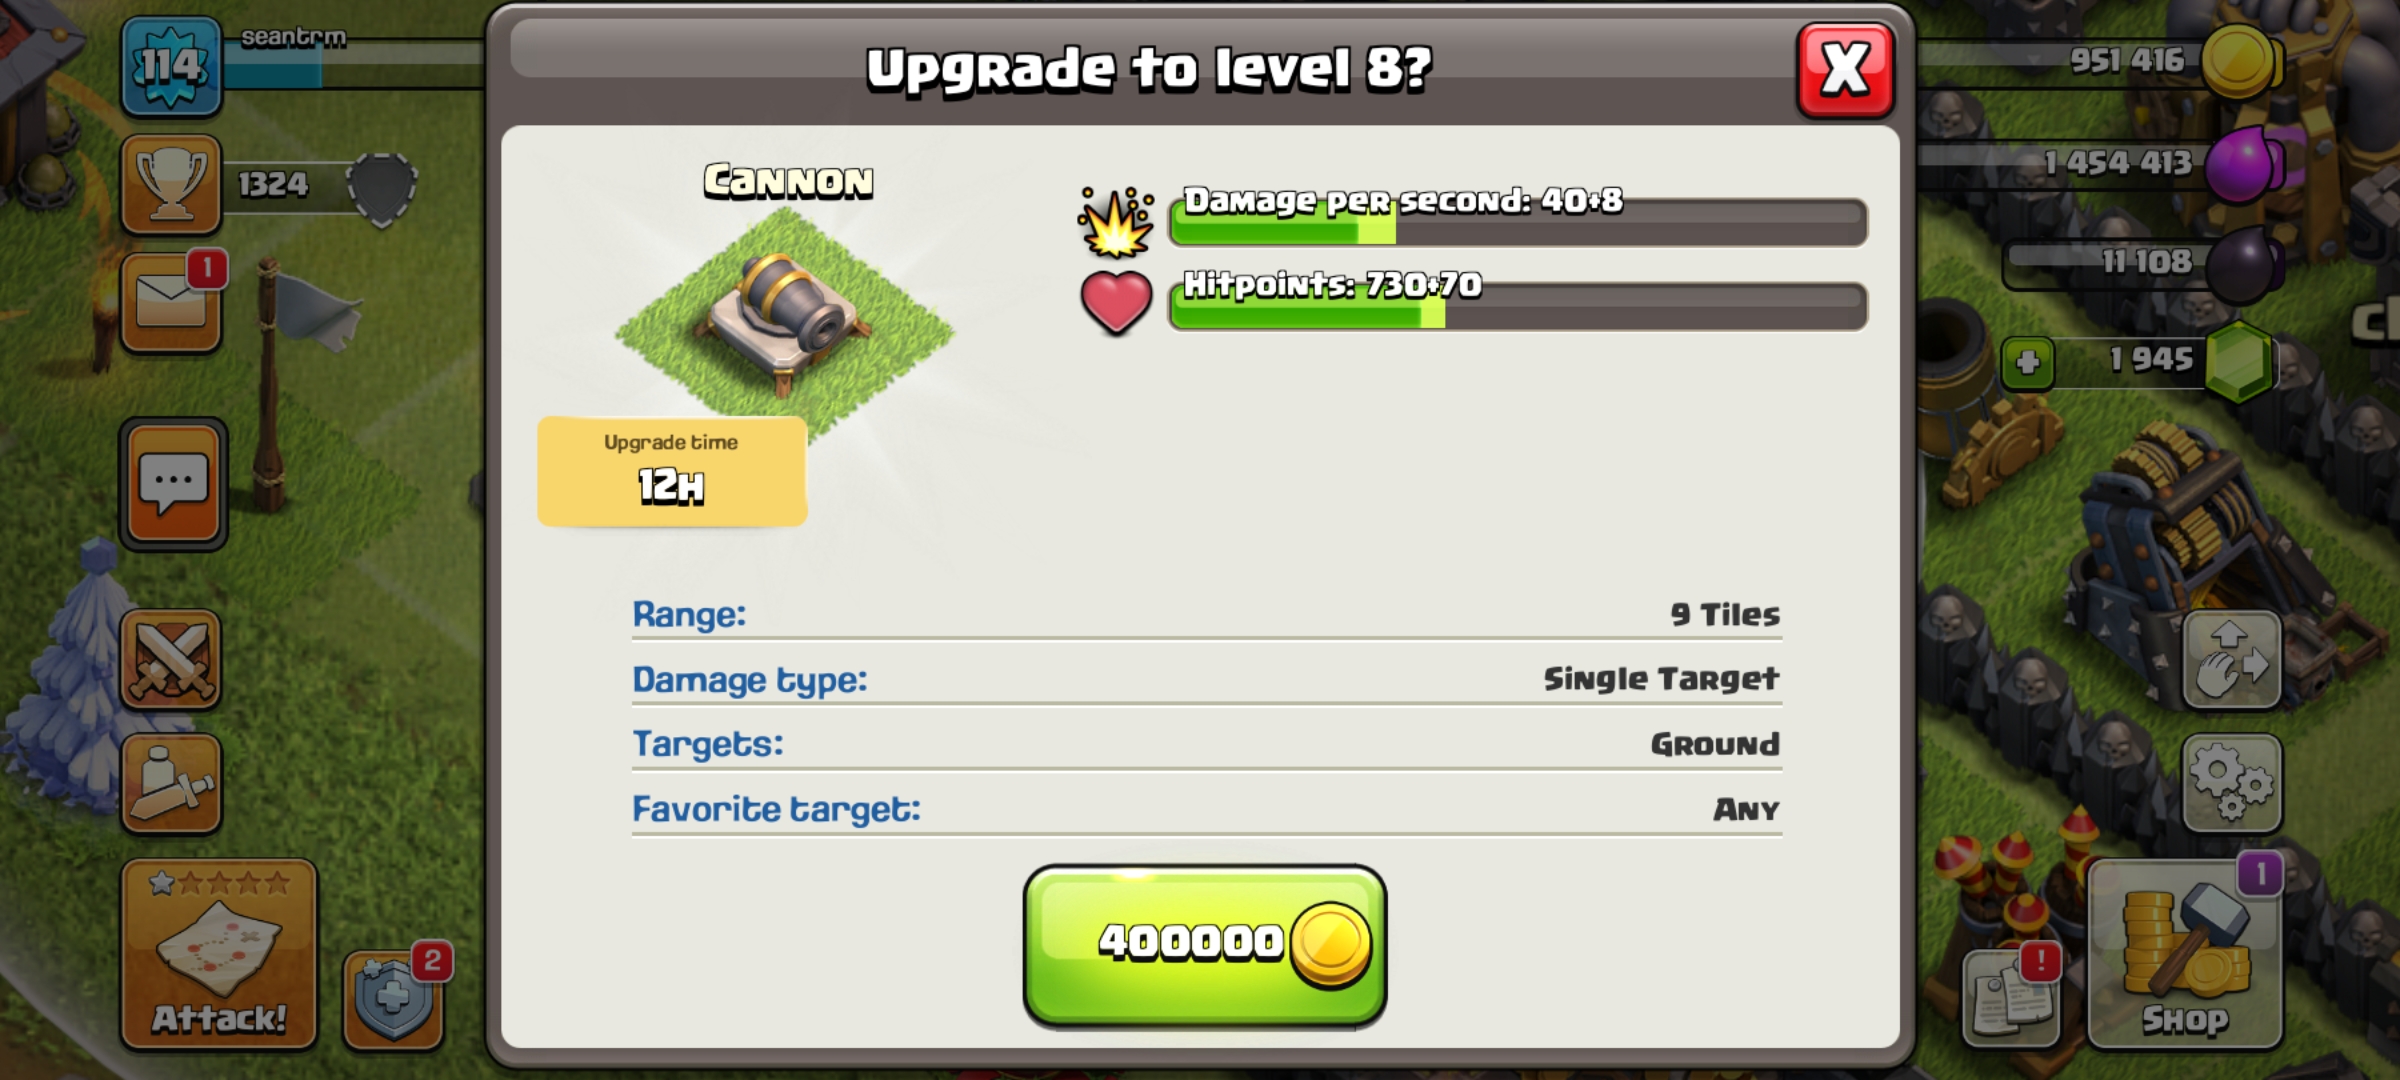 114
seantrm
1324
1
Upgrade to level 8?
X
951 416
1 454 413
11 108
1 945
Cannon
Damage per second: 40+8
Hitpoints: 730+70
Upgrade time
12H
Range: 9 Tiles
Damage type: Single Target
Targets: Ground
Favorite target: Any
400000
Attack!
2
!
1
Shop